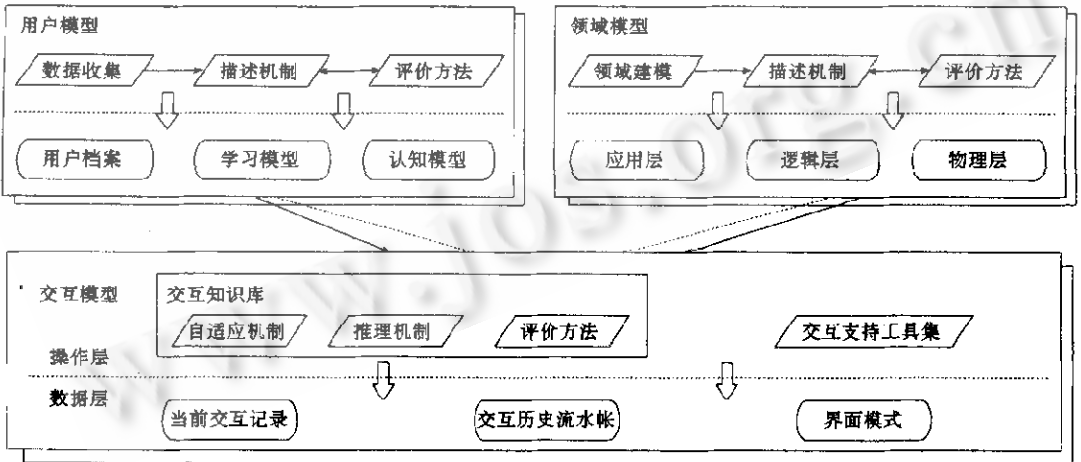 用户模型
数据收集
描述机制
评价方法
用户档案
学习模型
认知模型
领域模型
领域建模
描述机制
评价方法
应用层
逻辑层
物理层
交互模型
交互知识库
自适应机制
推理机制
评价方法
交互支持工具集
操作层
数据层
当前交互记录
交互历史流水帐
界面模式
www.jos.org.cn